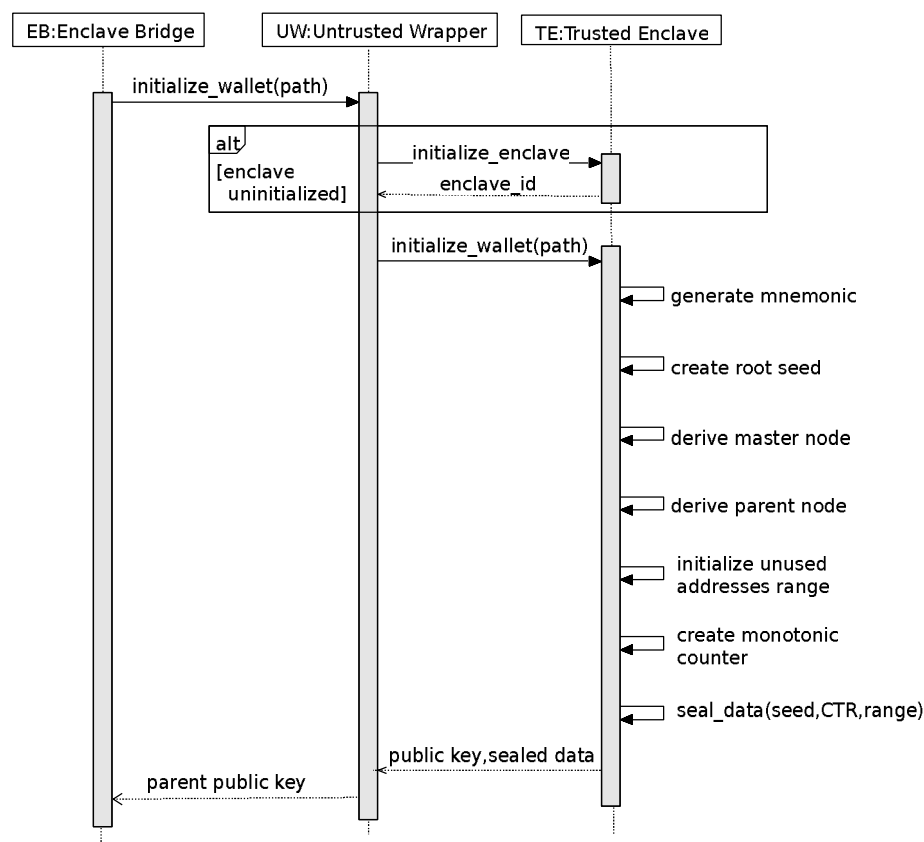 EB:Enclave Bridge
UW:Untrusted Wrapper
TE:Trusted Enclave
initialize_wallet(path)
alt
[enclave
uninitialized]
initialize_enclave
enclave_id
initialize_wallet(path)
generate mnemonic
create root seed
derive master node
derive parent node
initialize unused
addresses range
create monotonic
counter
seal_data(seed,CTR,range)
public key,sealed data
parent public key